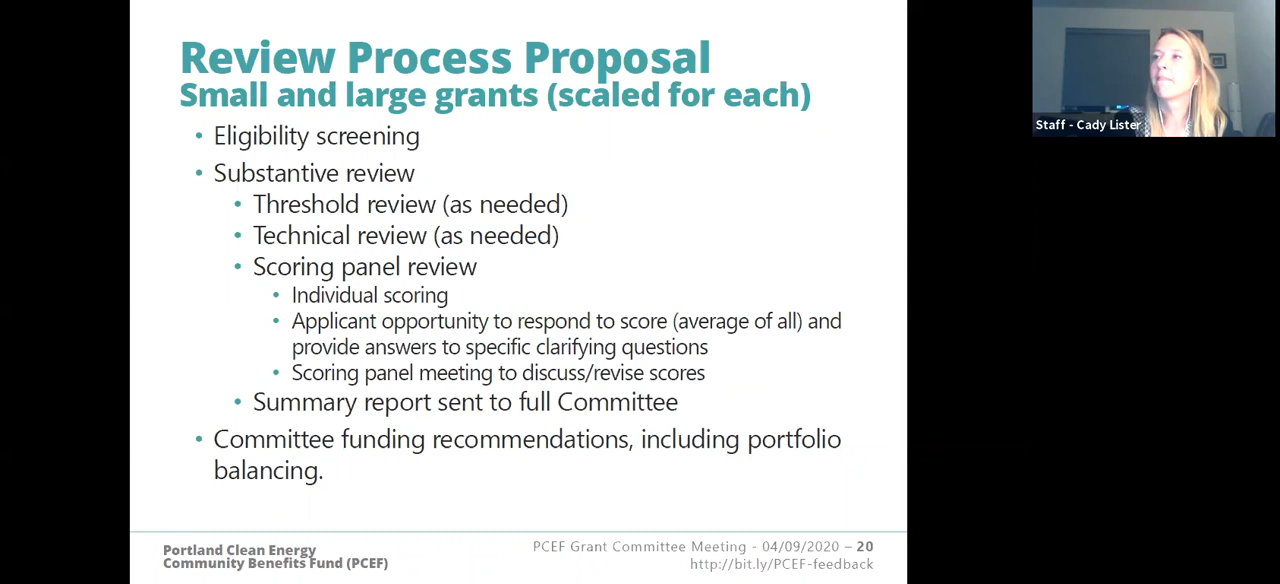 Review Process Proposal
Small and large grants (scaled for each)
• Eligibility screening
• Substantive review
• Threshold review (as needed)
• Technical review (as needed)
• Scoring panel review
• Individual scoring
• Applicant opportunity to respond to score (average of all) and
provide answers to specific clarifying questions
• Scoring panel meeting to discuss/revise scores
• Summary report sent to full Committee
• Committee funding recommendations, including portfolio
balancing.
Portland Clean Energy
Community Benefits Fund (PCEF)
PCEF Grant Committee Meeting - 04/09/2020 – 20
http://bit.ly/PCEF-feedback
Staff - Cady Lister